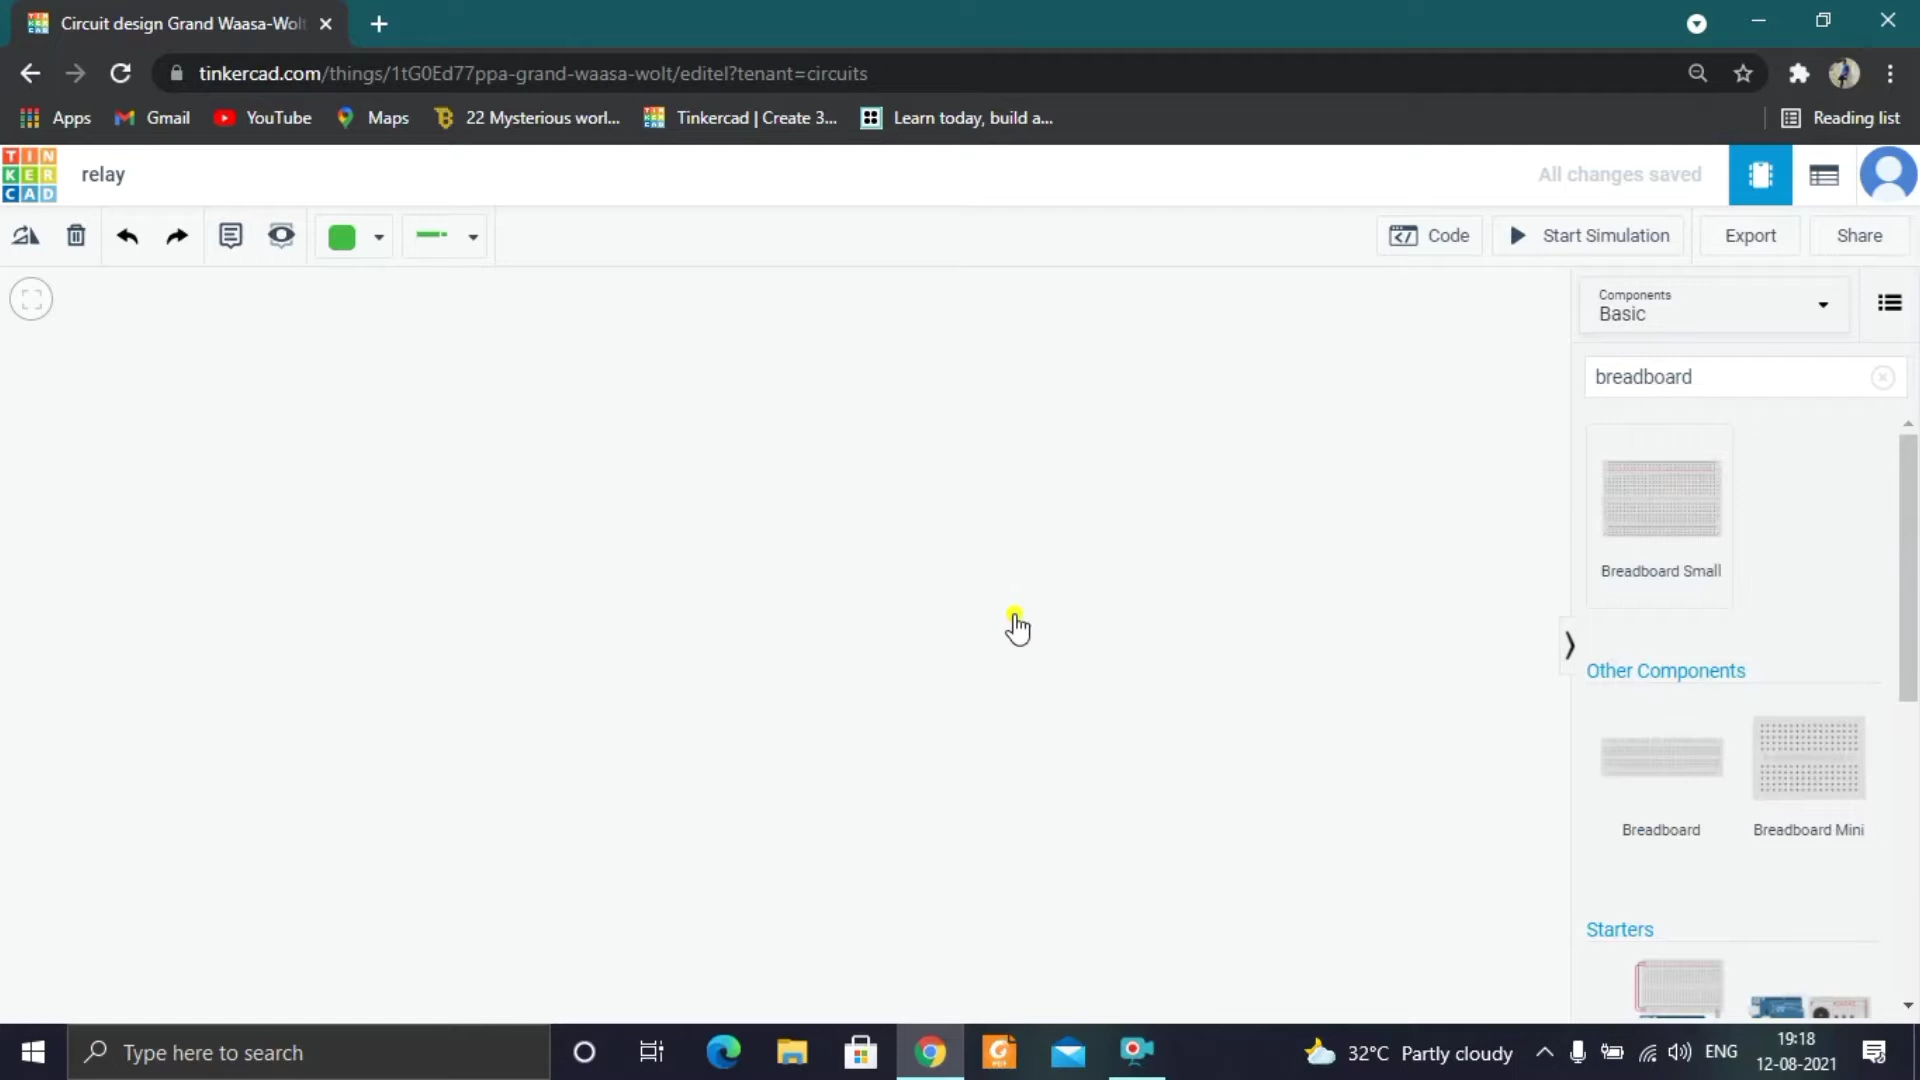 Circuit design Grand Waasa-Wolt
tinkercad.com/things/1tG0Ed77ppa-grand-waasa-wolt/editel?tenant=circuits
Apps
Gmail
YouTube
Maps
22 Mysterious worl...
Tinkercad | Create 3...
Learn today, build a...
Reading list
TIN
KER
CAD
relay
All changes saved
Code
Start Simulation
Export
Share
Components
Basic
breadboard
Breadboard Small
Other Components
Breadboard
Breadboard Mini
Starters
Type here to search
32°C Partly cloudy
ENG
19:18
12-08-2021